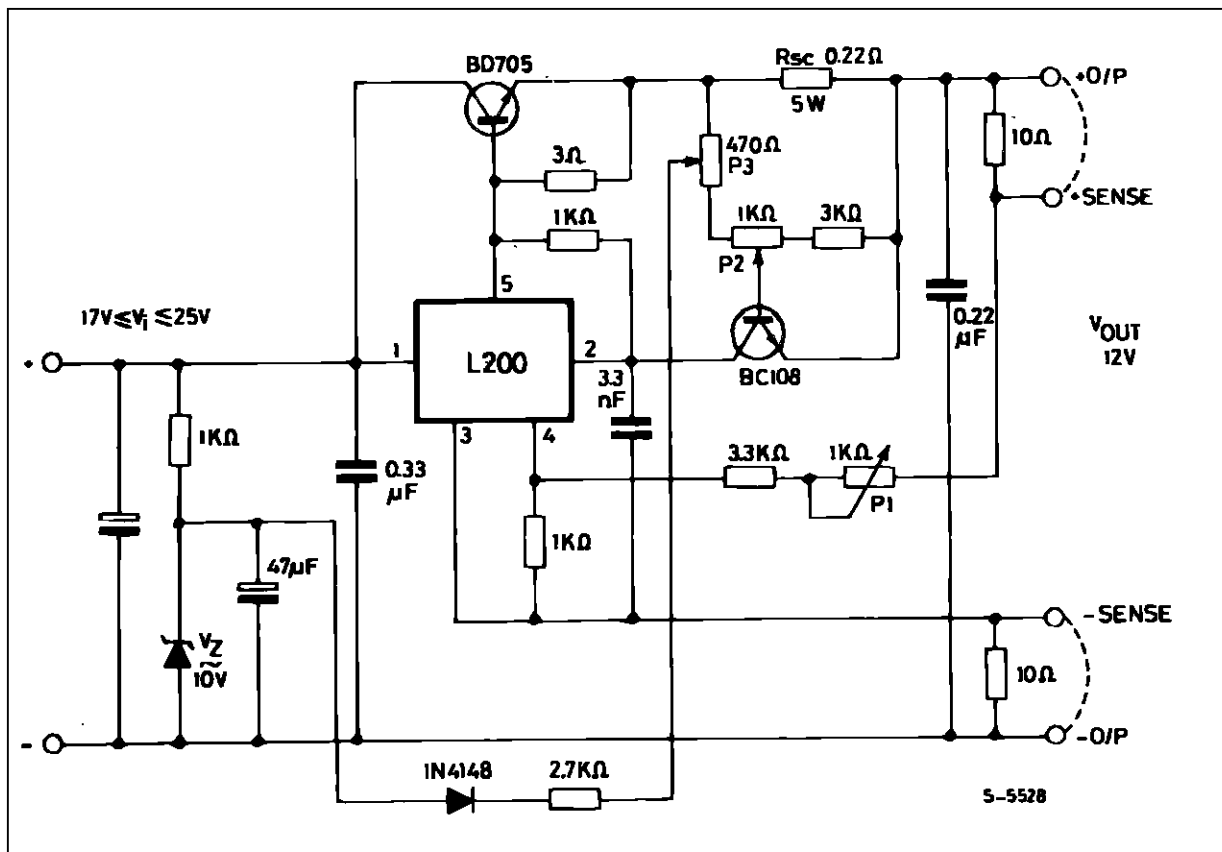 BD705
Rsc 0.22Ω
5W
+O/P
3Ω
470Ω
P3
10Ω
1KΩ
1KΩ
3KΩ
+SENSE
P2
5
17V≤Vi≤25V
0.22
µF
VOUT
12V
+
1
L200
2
BC108
3.3
nF
1KΩ
3
4
0.33
µF
3.3KΩ
1KΩ
P1
1KΩ
47µF
-SENSE
VZ
10V
10Ω
-
-O/P
1N4148
2.7KΩ
S-5528